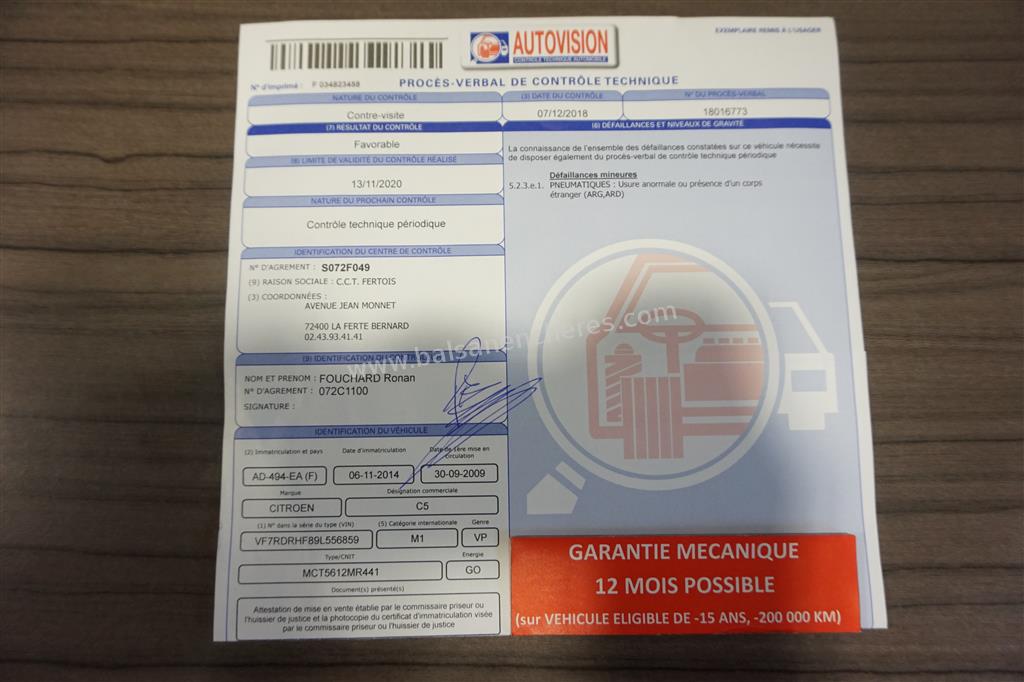 AUTOVISION
CONTROLE TECHNIQUE AUTOMOBILE
EXEMPLAIRE REMIS À L'USAGER
N° d'imprimé : F 034823458
PROCÈS-VERBAL DE CONTRÔLE TECHNIQUE
NATURE DU CONTRÔLE
Contre-visite
(3) DATE DU CONTRÔLE
07/12/2018
N° DU PROCÈS-VERBAL
18016773
(7) RÉSULTAT DU CONTRÔLE
Favorable
(8) LIMITE DE VALIDITÉ DU CONTRÔLE RÉALISÉ
13/11/2020
NATURE DU PROCHAIN CONTRÔLE
Contrôle technique périodique
IDENTIFICATION DU CENTRE DE CONTRÔLE
N° D'AGREMENT : S072F049
(9) RAISON SOCIALE : C.C.T. FERTOIS
(3) COORDONNÉES :
AVENUE JEAN MONNET
72400 LA FERTE BERNARD
02.43.93.41.41
(9) IDENTIFICATION DU
NOM ET PRENOM : FOUCHARD Ronan
N° D'AGREMENT : 072C1100
SIGNATURE :
IDENTIFICATION DU VÉHICULE
(2) Immatriculation et pays
Date d'immatriculation
Date de 1ère mise en
circulation
AD-494-EA (F)
06-11-2014
30-09-2009
Marque
Désignation commerciale
CITROEN
C5
(1) N° dans la série du type (VIN)
(5) Catégorie internationale
Genre
VF7RDRHF89L556859
M1
VP
Type/CNIT
Energie
MCT5612MR441
GO
Document(s) présenté(s)
Attestation de mise en vente établie par le commissaire priseur ou
l'huissier de justice et la photocopie du certificat d'immatriculation visée
par le commissaire priseur ou l'huissier de justice
(6) DÉFAILLANCES ET NIVEAUX DE GRAVITÉ
La connaissance de l'ensemble des défaillances constatées sur ce véhicule nécessite
de disposer également du procès-verbal de contrôle technique périodique
Défaillances mineures
5.2.3.e.1. PNEUMATIQUES : Usure anormale ou présence d'un corps
étranger (ARG,ARD)
www.balsanencheres.com
GARANTIE MECANIQUE
12 MOIS POSSIBLE
(sur VEHICULE ELIGIBLE DE -15 ANS, -200 000 KM)